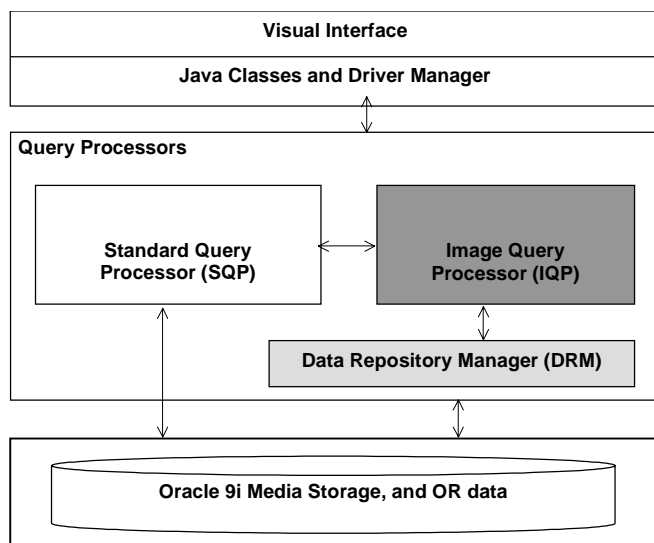 Visual Interface
Java Classes and Driver Manager
Query Processors
Standard Query
Processor (SQP)
Image Query
Processor (IQP)
Data Repository Manager (DRM)
Oracle 9i Media Storage, and OR data